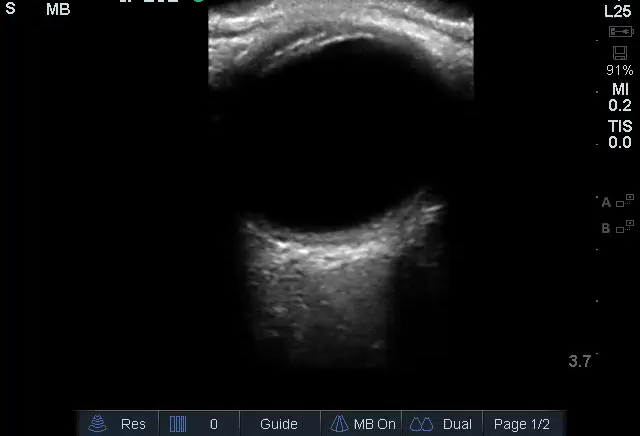 S MB
L25
91%
MI
0.2
TIS
0.0
A
B
3.7
Res 0 Guide MB On Dual Page 1/2